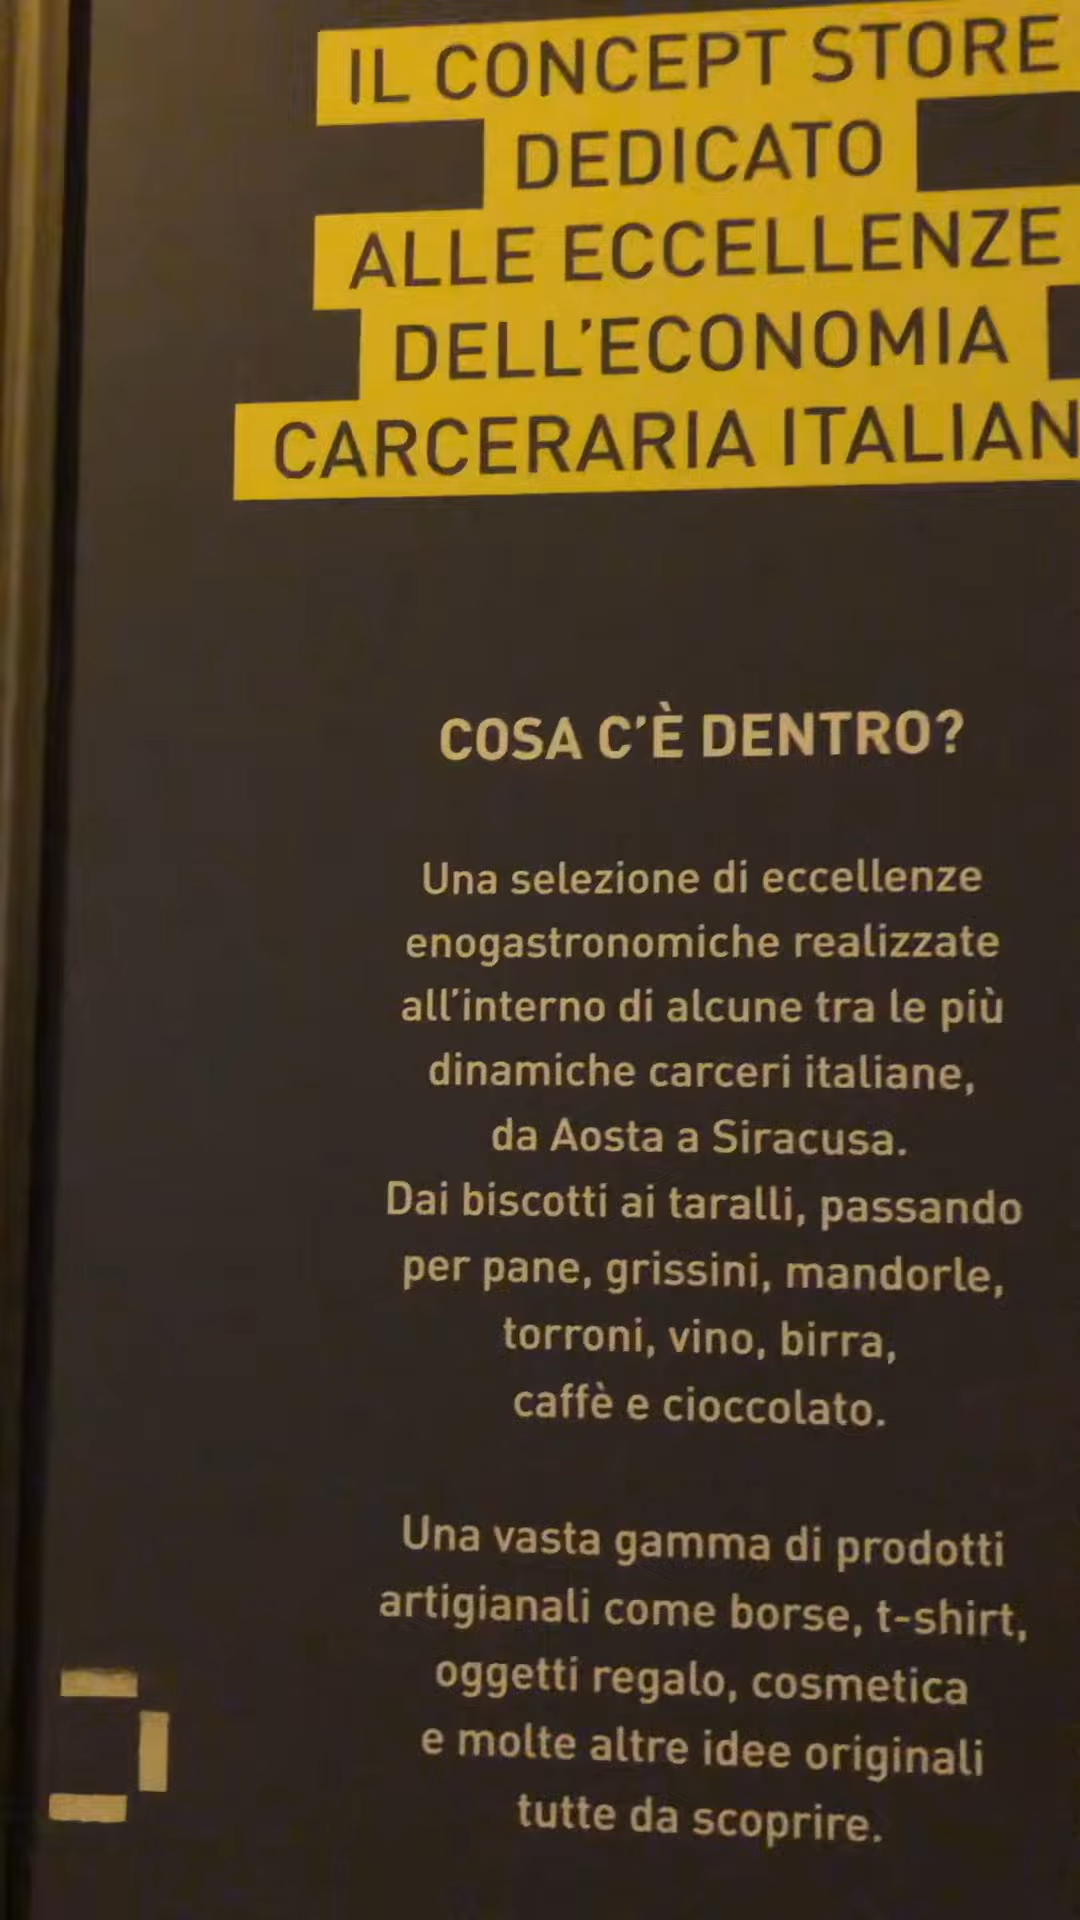 IL CONCEPT STORE
DEDICATO
ALLE ECCELLENZE
DELL'ECONOMIA
CARCERARIA ITALIAN
COSA C'È DENTRO?
Una selezione di eccellenze
enogastronomiche realizzate
all'interno di alcune tra le più
dinamiche carceri italiane,
da Aosta a Siracusa.
Dai biscotti ai taralli, passando
per pane, grissini, mandorle,
torroni, vino, birra,
caffè e cioccolato.
Una vasta gamma di prodotti
artigianali come borse, t-shirt,
oggetti regalo, cosmetica
e molte altre idee originali
tutte da scoprire.